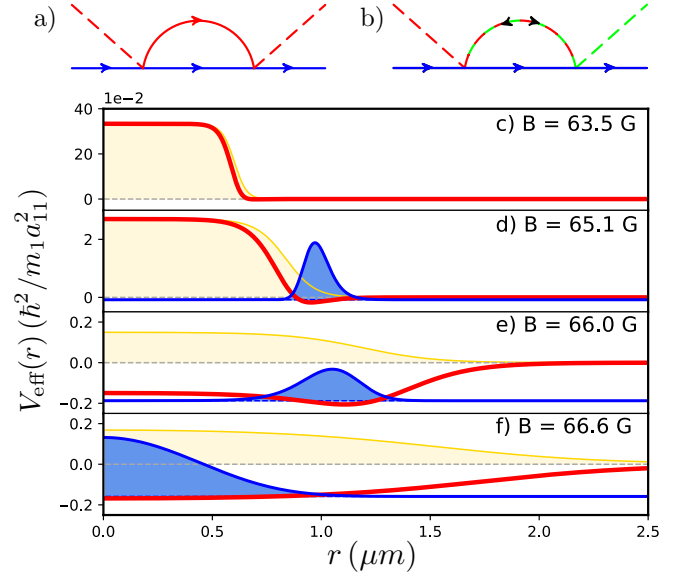 a) b)
1e−2
40
20
0
c) B = 63.5 G
2
0
d) B = 65.1 G
0.2
0.0
−0.2
e) B = 66.0 G
0.2
0.0
−0.2
f) B = 66.6 G
V_eff(r) (ℏ²/m₁a₁₁²)
0.0 0.5 1.0 1.5 2.0 2.5
r (μm)